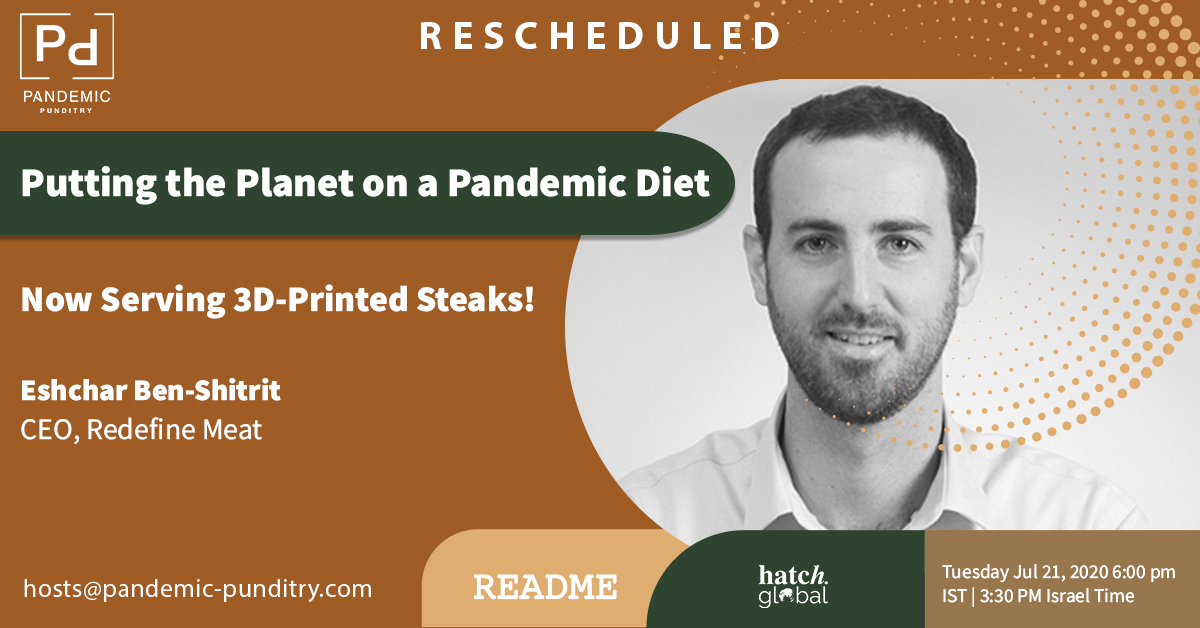 Pd
PANDEMIC
PUNDITRY
RESCHEDULED
Putting the Planet on a Pandemic Diet
Now Serving 3D-Printed Steaks!
Eshchar Ben-Shitrit
CEO, Redefine Meat
hosts@pandemic-punditry.com
README
hatch.
global
Tuesday Jul 21, 2020 6:00 pm
IST | 3:30 PM Israel Time